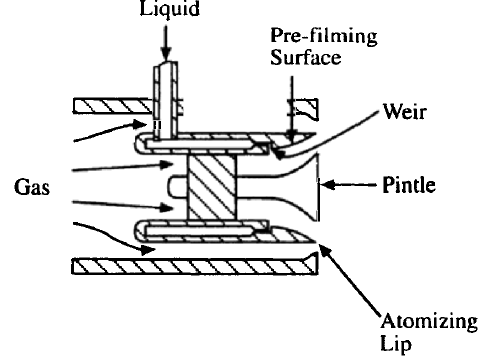 Liquid
Pre-filming
Surface
Weir
Gas
Pintle
Atomizing
Lip